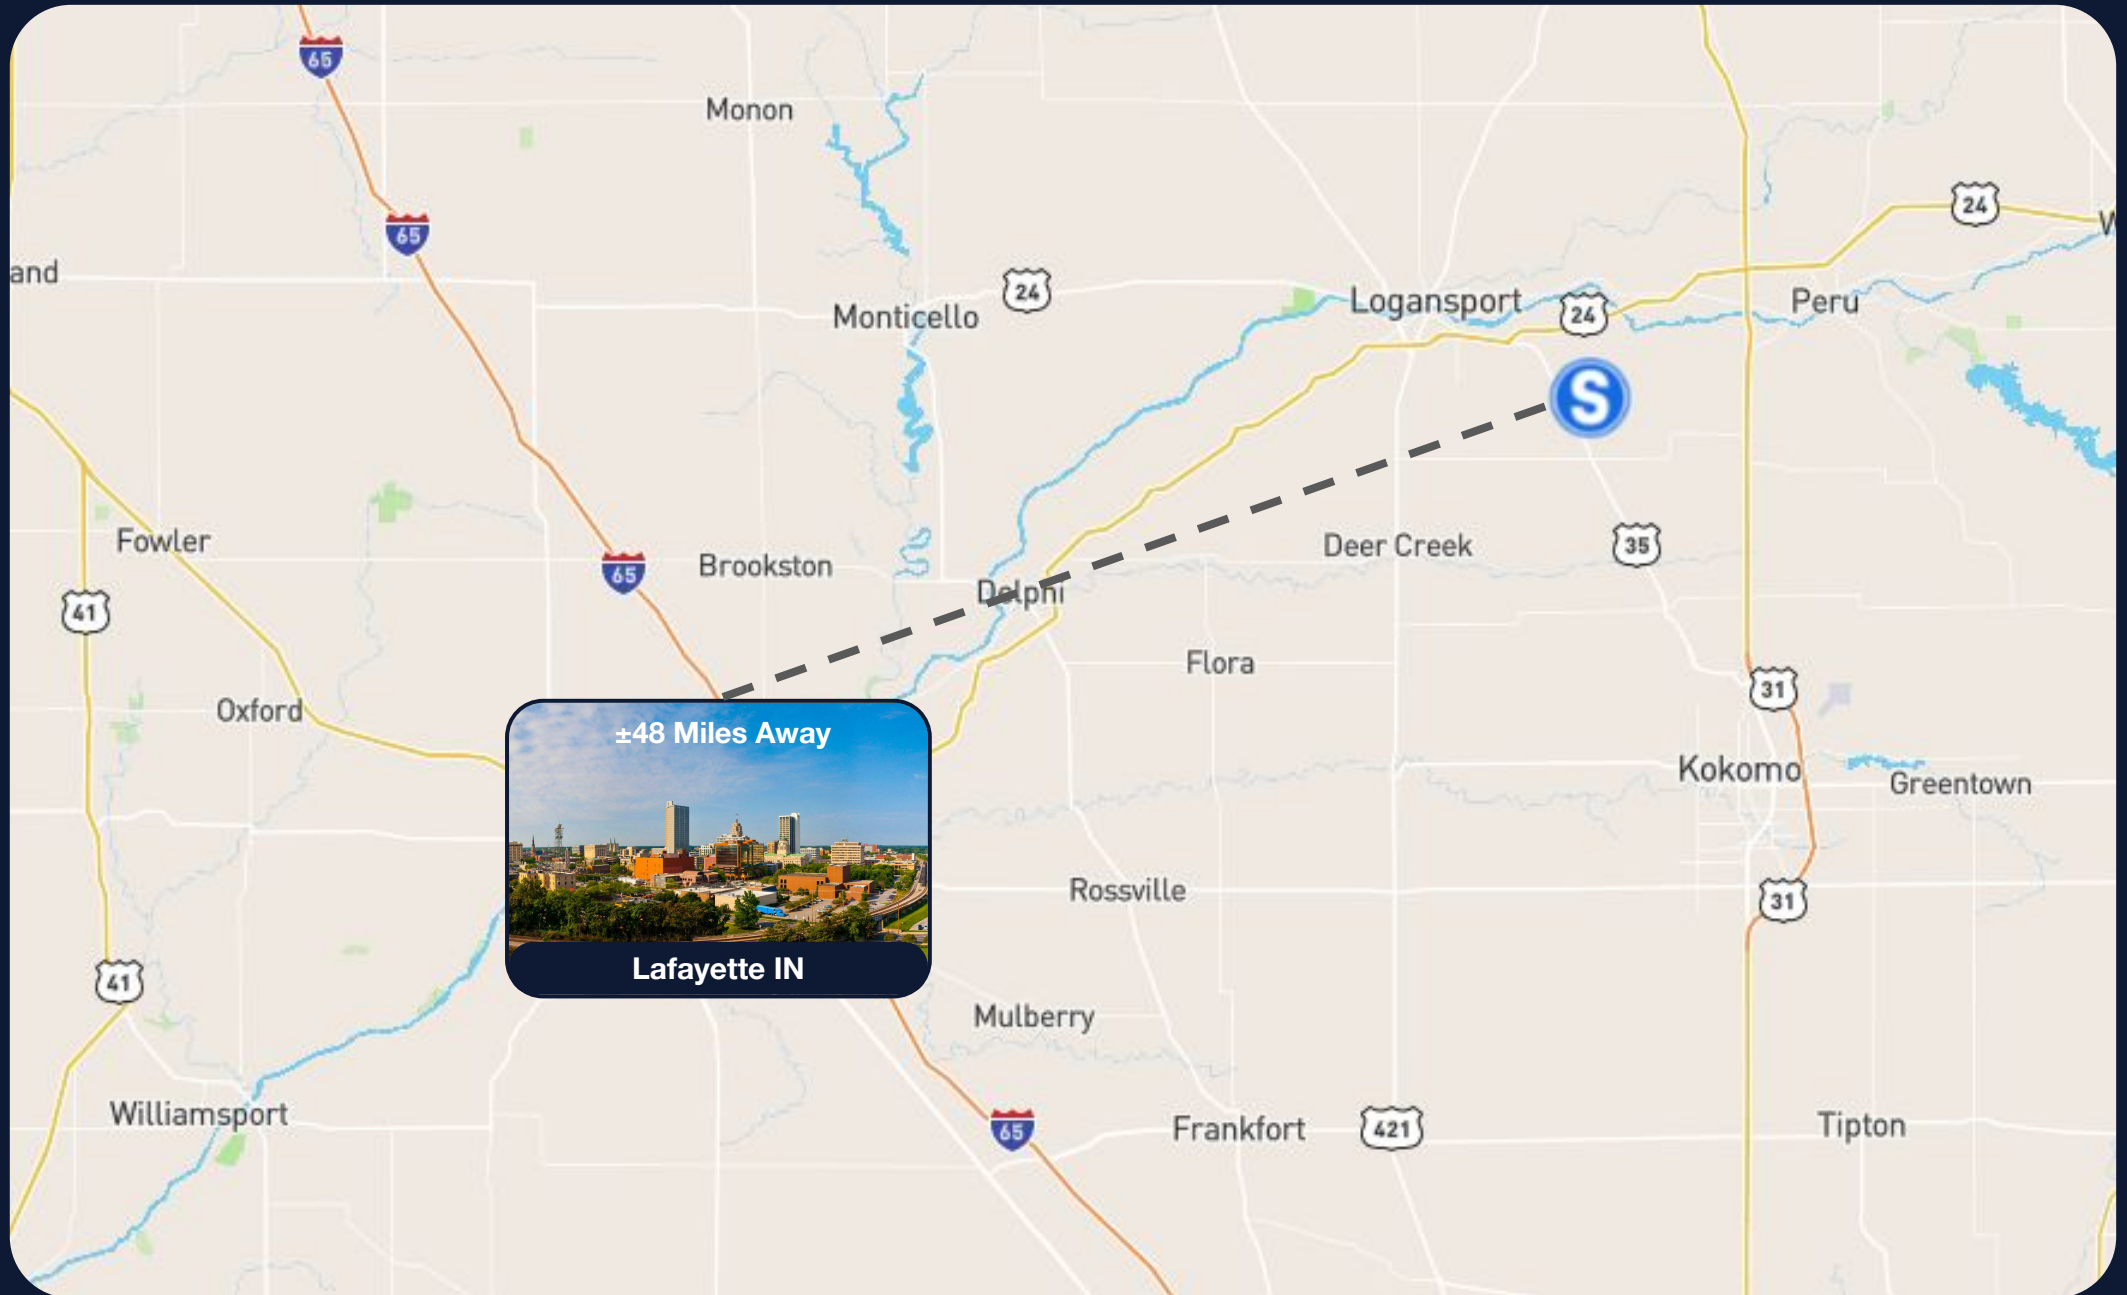 65
Monon
65
24
W
and
24
Monticello
Logansport
24
Peru
S
Fowler
65
Brookston
Deer Creek
35
41
Delphi
Flora
31
Oxford
±48 Miles Away
Kokomo
Greentown
Rossville
31
Lafayette IN
41
Mulberry
Williamsport
65
Frankfort
421
Tipton